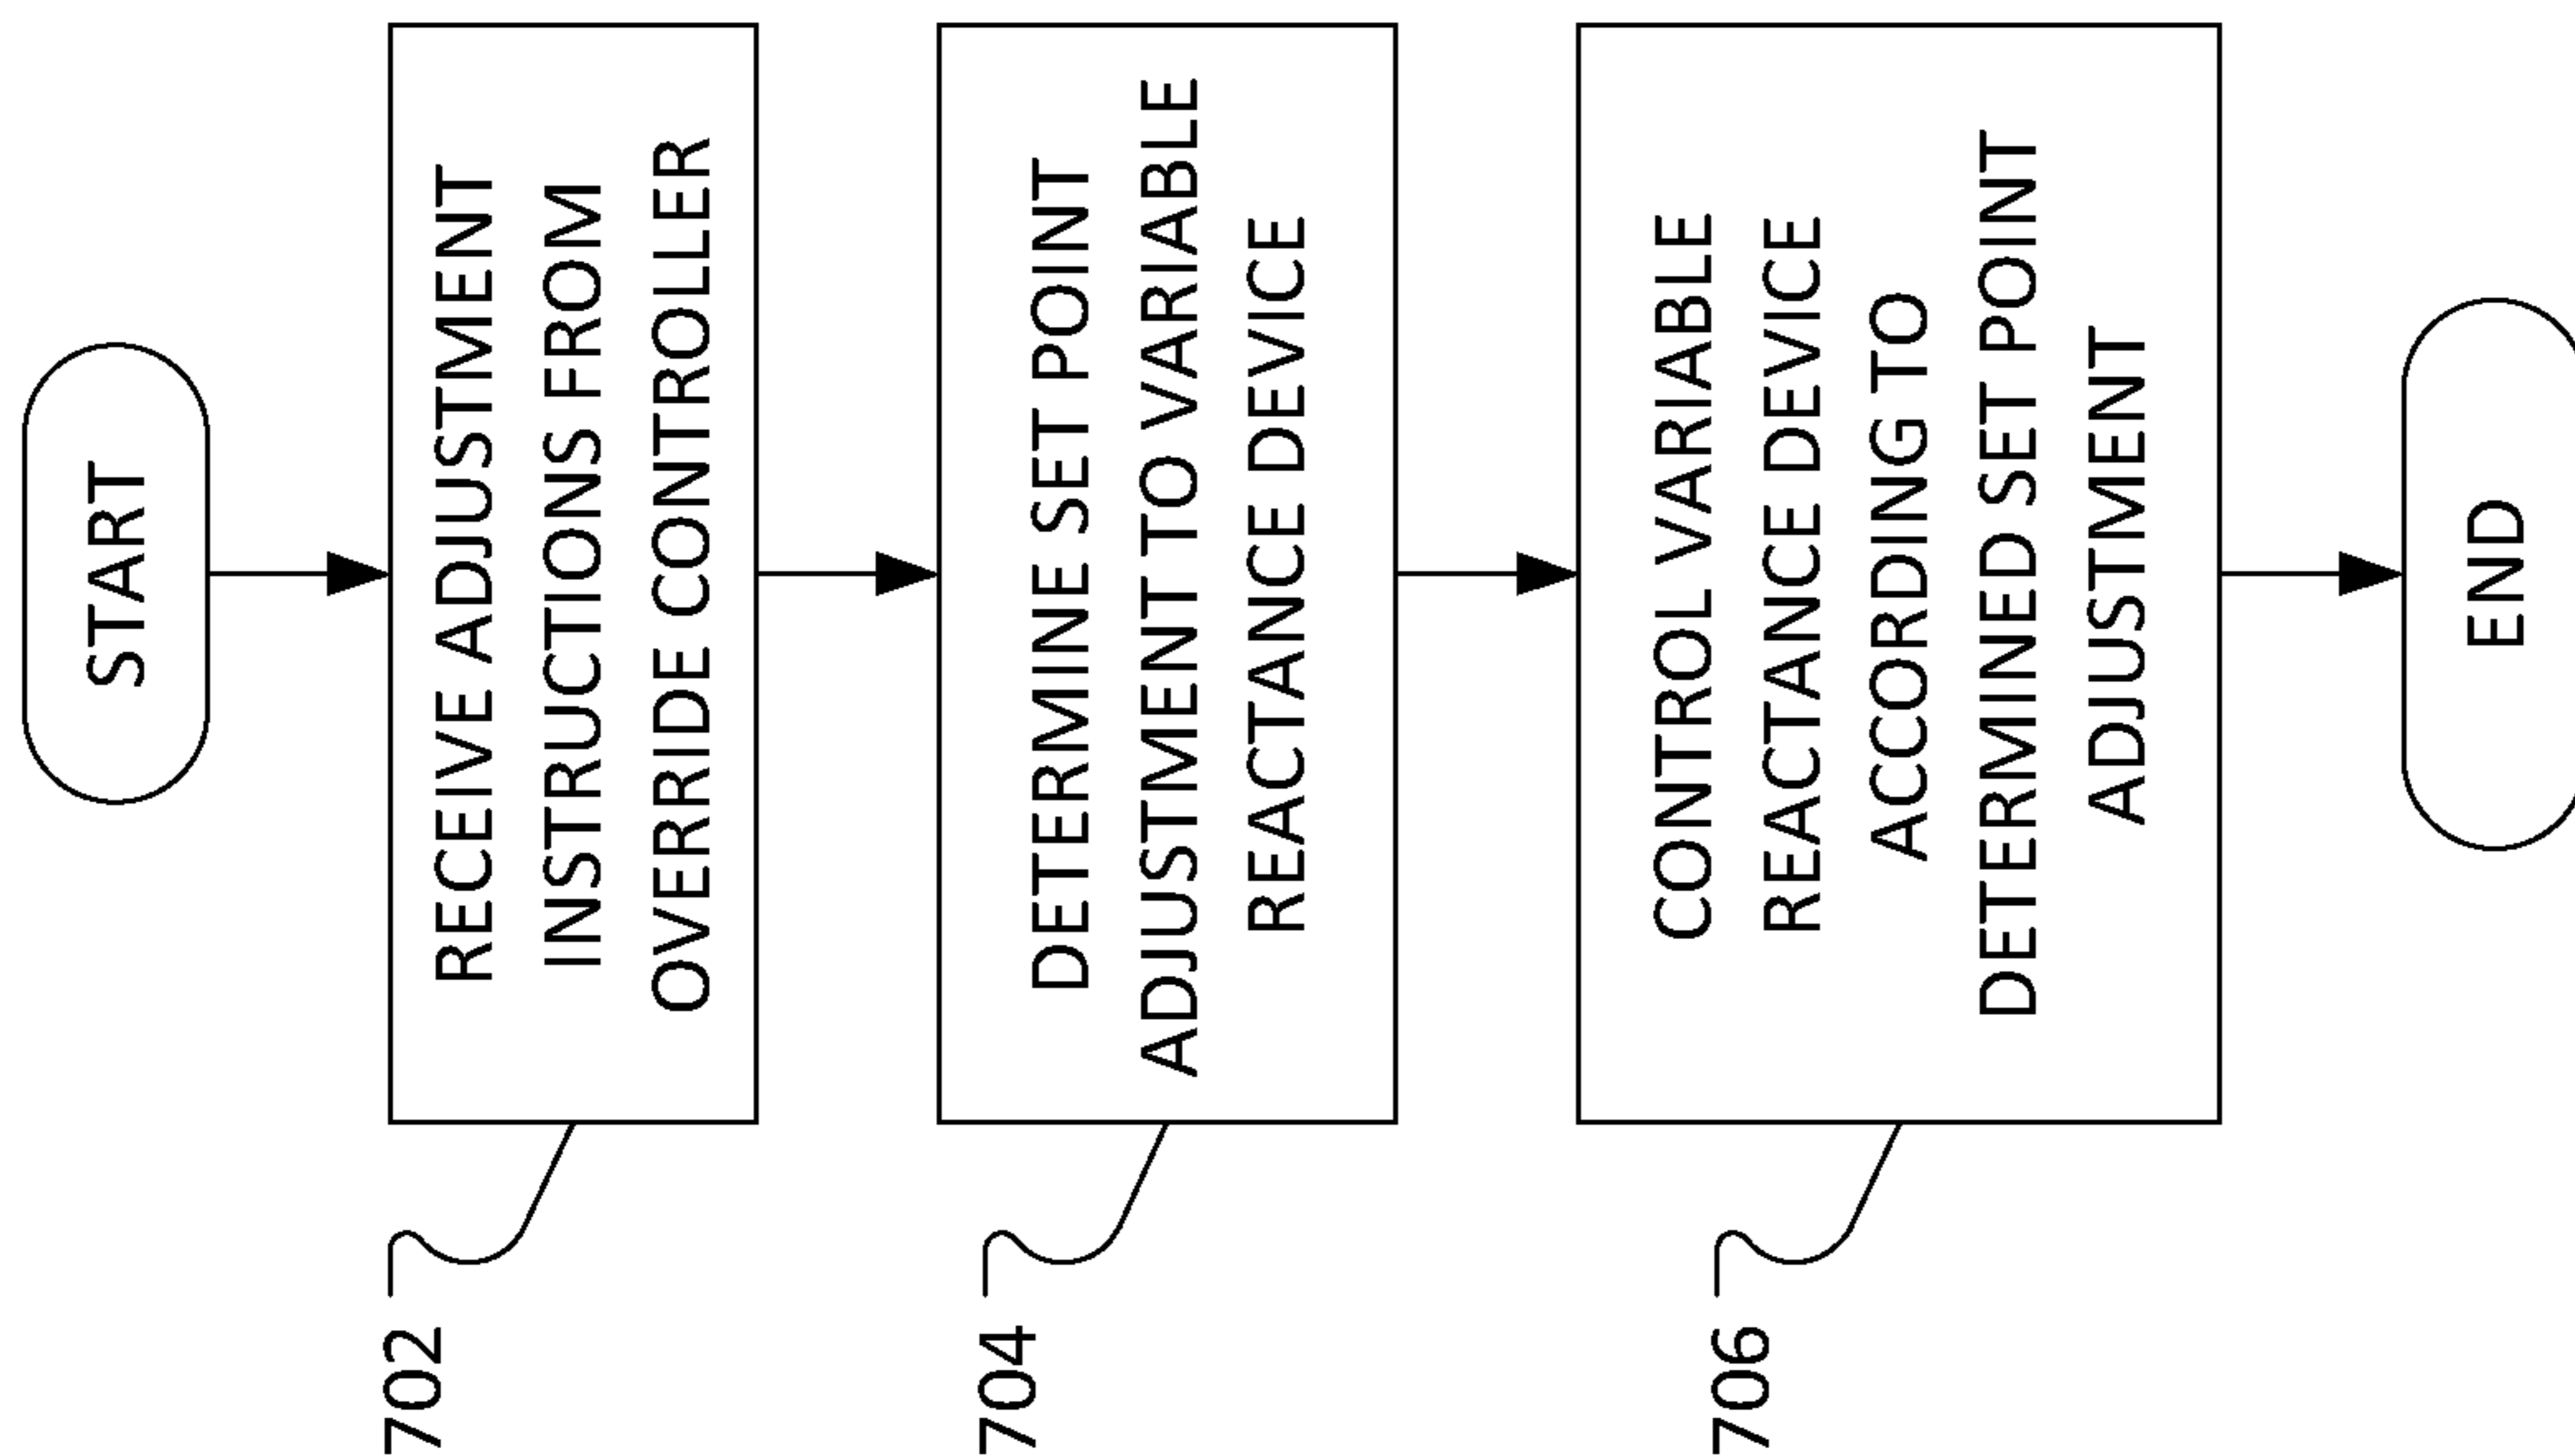 START
702
RECEIVE ADJUSTMENT
INSTRUCTIONS FROM
OVERRIDE CONTROLLER
704
DETERMINE SET POINT
ADJUSTMENT TO VARIABLE
REACTANCE DEVICE
706
CONTROL VARIABLE
REACTANCE DEVICE
ACCORDING TO
DETERMINED SET POINT
ADJUSTMENT
END